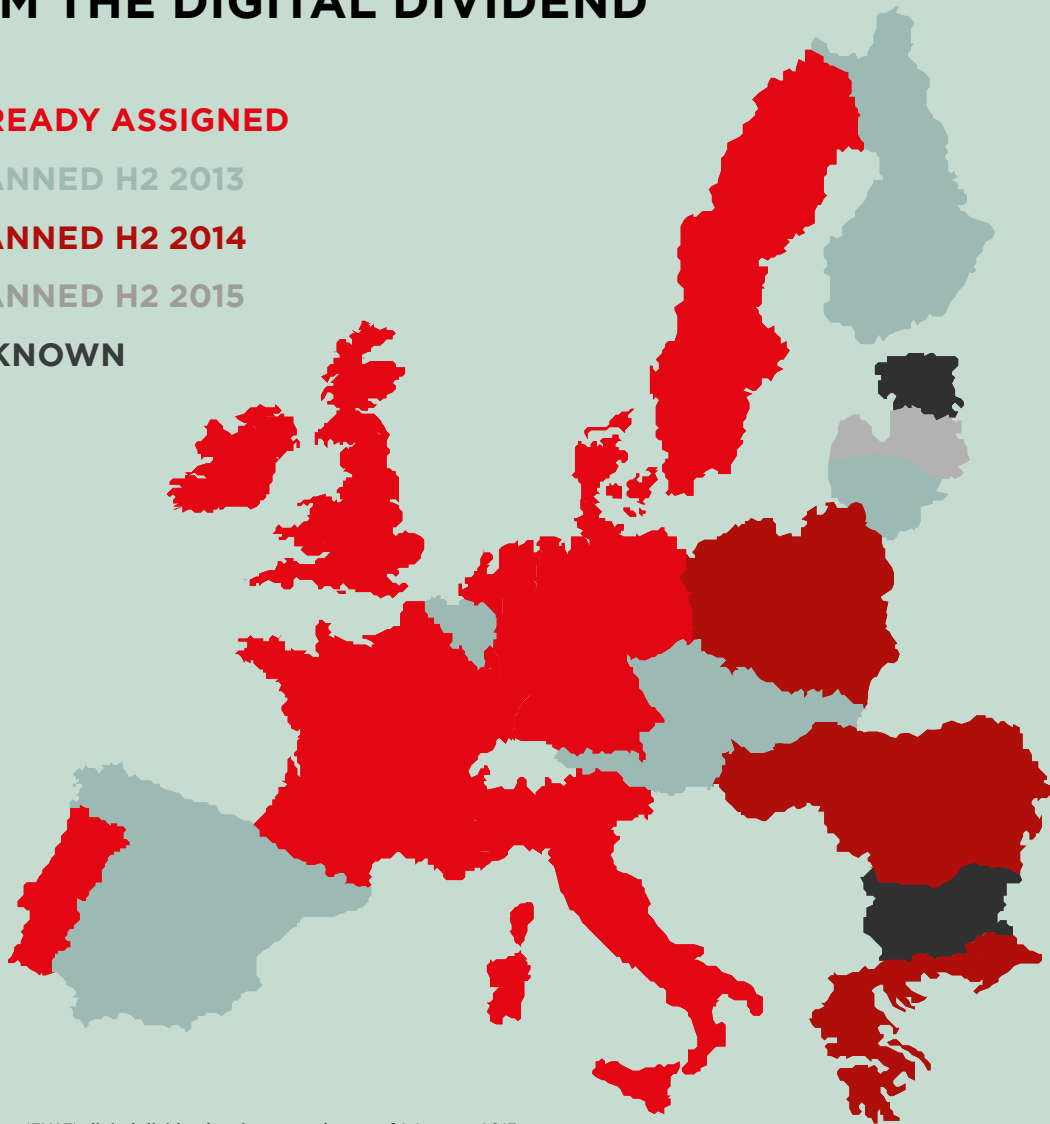 M THE DIGITAL DIVIDEND
READY ASSIGNED
ANNED H2 2013
ANNED H2 2014
ANNED H2 2015
KNOWN